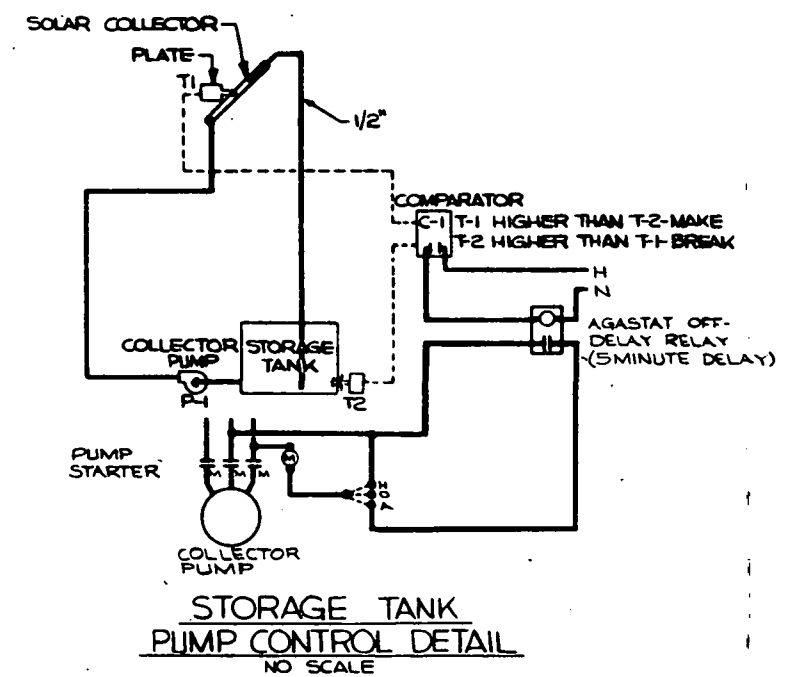 SOLAR COLLECTOR
PLATE
T1
1/2"
COMPARATOR
C-1 T-1 HIGHER THAN T-2-MAKE
T-2 HIGHER THAN T-1-BREAK
H
N
AGASTAT OFF-
DELAY RELAY
(5 MINUTE DELAY)
COLLECTOR
PUMP
STORAGE
TANK
P-1
T2
PUMP
STARTER
M M M
M
H
O
A
COLLECTOR
PUMP
STORAGE TANK
PUMP CONTROL DETAIL
NO SCALE